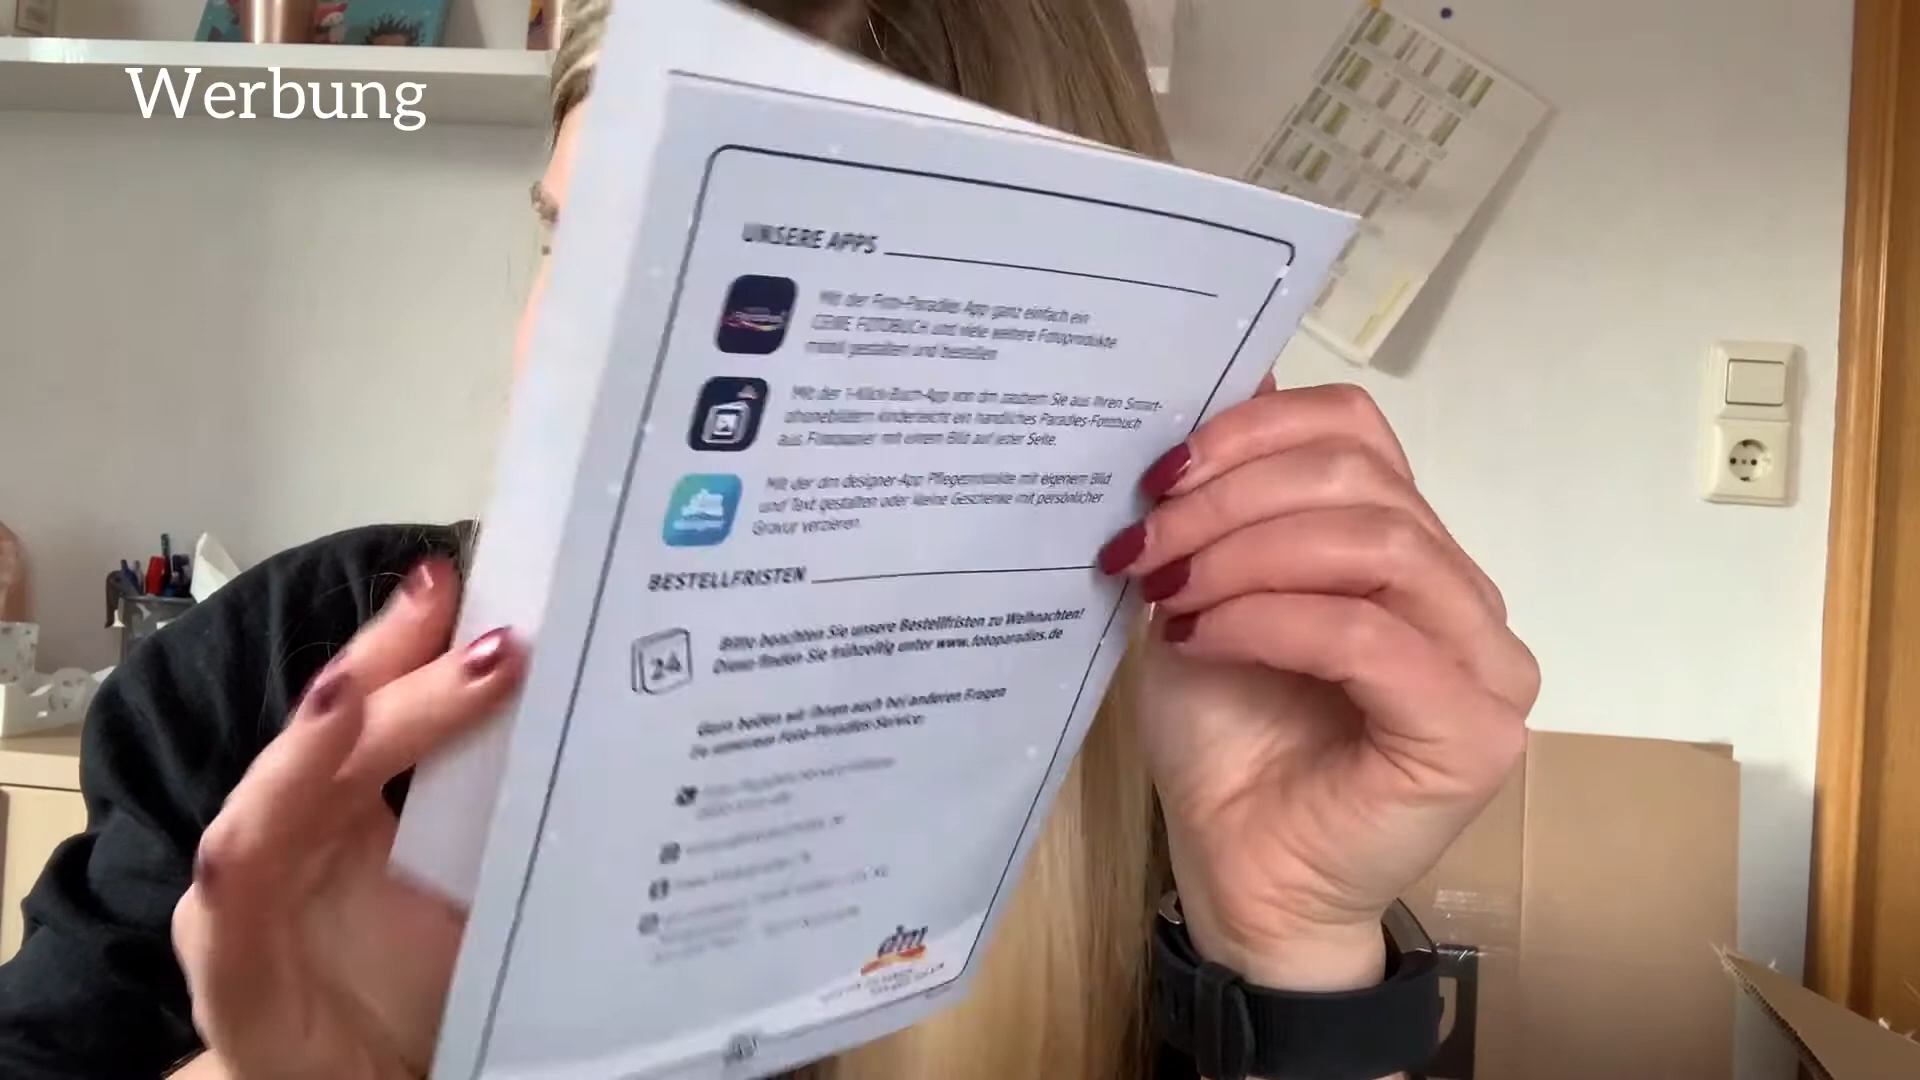 Werbung
UNSERE APPS
Mit der Foto-Paradies App ganz einfach ein
CEWE FOTOBUCH und viele weitere Fotoprodukte
mobil gestalten und bestellen
Mit der 1-Klick-Buch-App von dm zaubern Sie aus Ihren Smart-
phonebildern kinderleicht ein handliches Paradies-Fotobuch
aus Fotopapier mit einem Bild auf jeder Seite.
Mit der dm designer-App Pflegeprodukte mit eigenem Bild
und Text gestalten oder kleine Geschenke mit persönlicher
Gravur verzieren.
BESTELLFRISTEN
24
Bitte beachten Sie unsere Bestellfristen zu Weihnachten!
Diese finden Sie frühzeitig unter www.fotoparadies.de
Gern helfen wir Ihnen auch bei anderen Fragen
zu unserem Foto-Paradies-Service:
dm